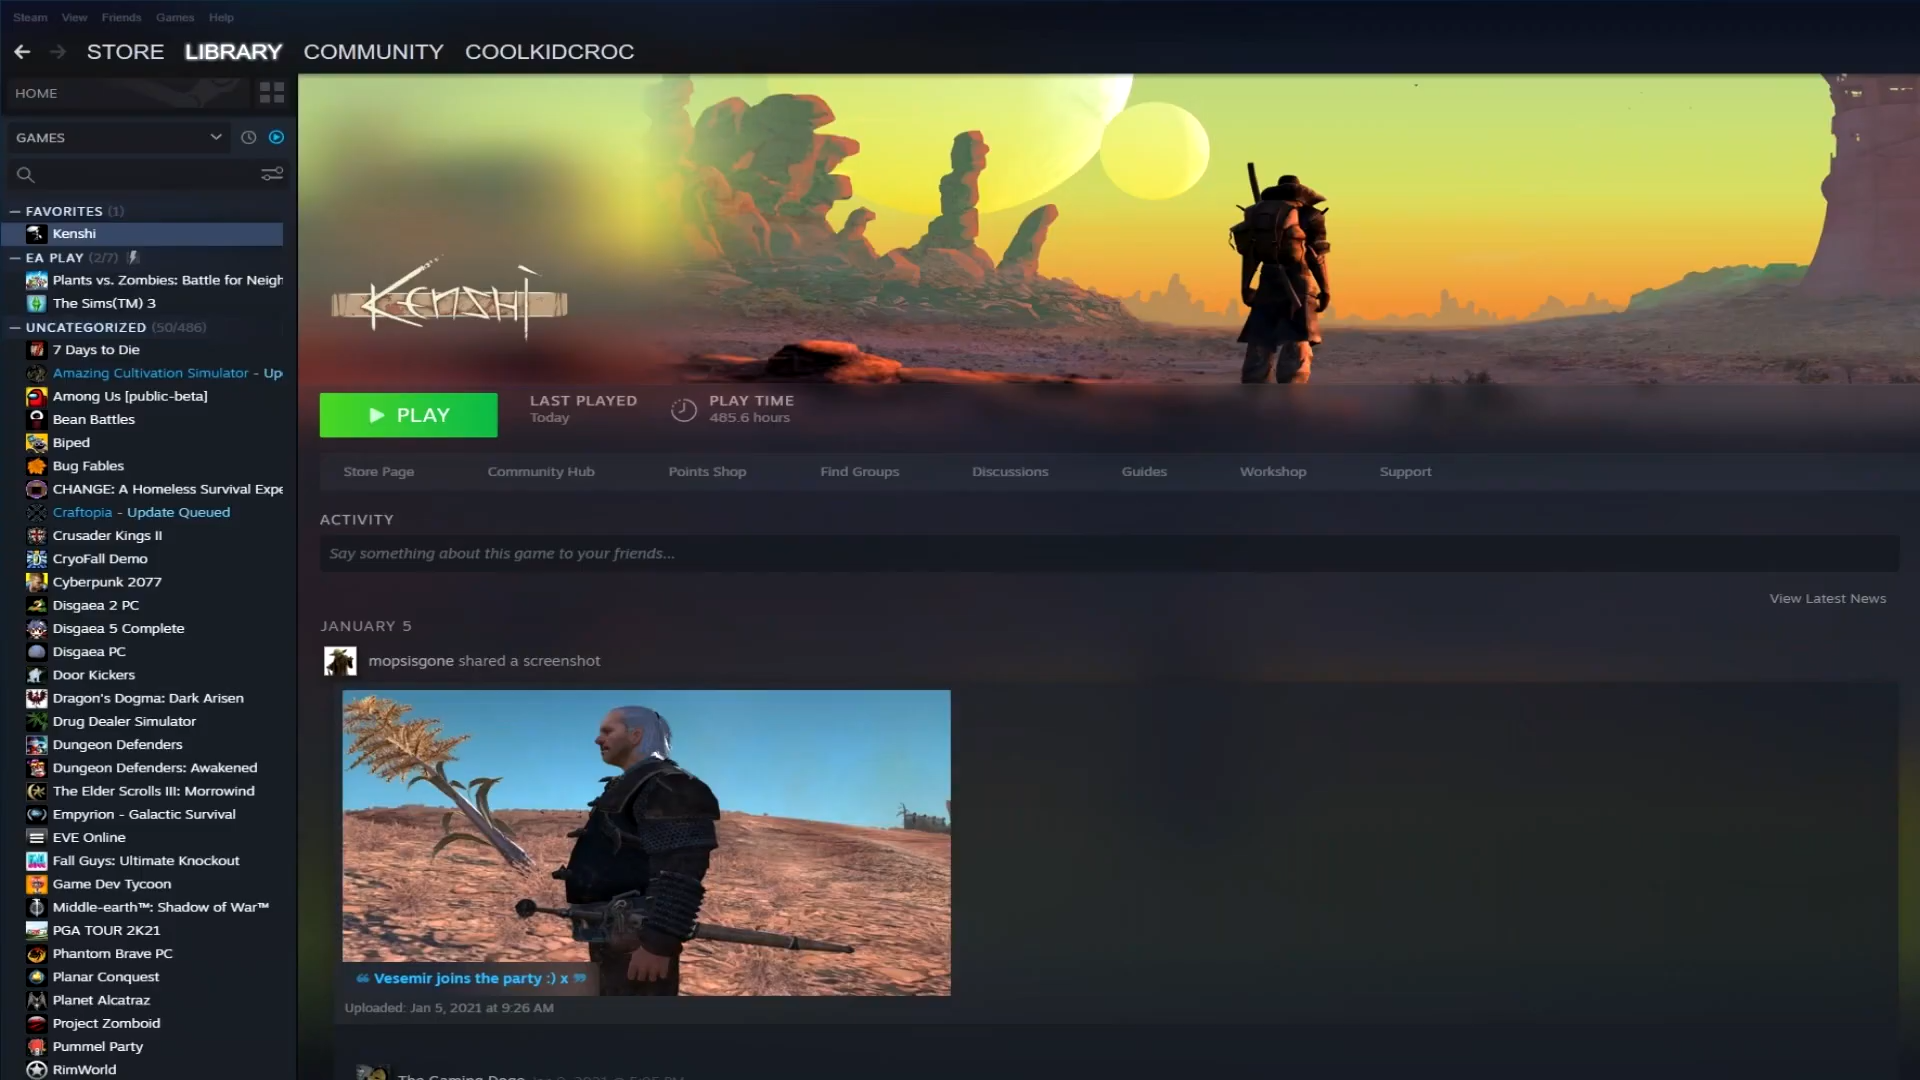 Steam View Friends Games Help
STORE LIBRARY COMMUNITY COOLKIDCROC
HOME
GAMES
— FAVORITES (1)
Kenshi
— EA PLAY (2/7)
Plants vs. Zombies: Battle for Neigh
The Sims(TM) 3
— UNCATEGORIZED (50/486)
7 Days to Die
Amazing Cultivation Simulator - Up
Among Us [public-beta]
Bean Battles
Biped
Bug Fables
CHANGE: A Homeless Survival Expe
Craftopia - Update Queued
Crusader Kings II
CryoFall Demo
Cyberpunk 2077
Disgaea 2 PC
Disgaea 5 Complete
Disgaea PC
Door Kickers
Dragon's Dogma: Dark Arisen
Drug Dealer Simulator
Dungeon Defenders
Dungeon Defenders: Awakened
The Elder Scrolls III: Morrowind
Empyrion - Galactic Survival
EVE Online
Fall Guys: Ultimate Knockout
Game Dev Tycoon
Middle-earth™: Shadow of War™
PGA TOUR 2K21
Phantom Brave PC
Planar Conquest
Planet Alcatraz
Project Zomboid
Pummel Party
RimWorld
KENSHI
PLAY
LAST PLAYED
Today
PLAY TIME
485.6 hours
Store Page Community Hub Points Shop Find Groups Discussions Guides Workshop Support
ACTIVITY
Say something about this game to your friends...
View Latest News
JANUARY 5
mopsisgone shared a screenshot
❝ Vesemir joins the party :) x ❞
Uploaded: Jan 5, 2021 at 9:26 AM